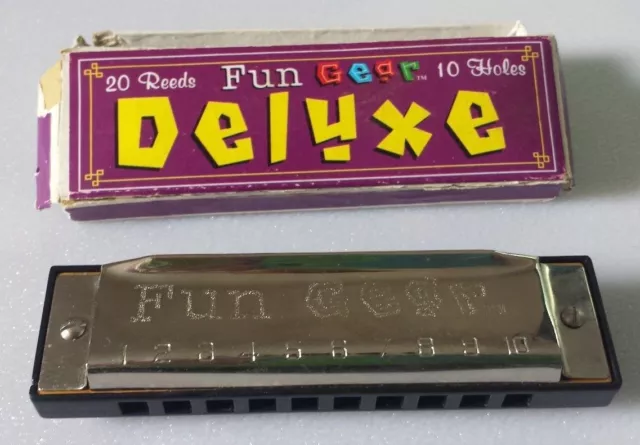 20 Reeds Fun Gear™ 10 Holes
Deluxe
Fun Gear
1 2 3 4 5 6 7 8 9 10